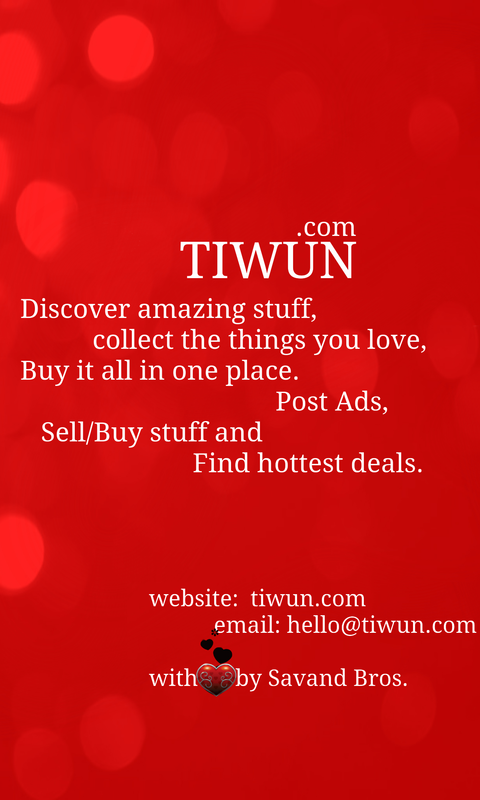 .com
TIWUN
Discover amazing stuff,
collect the things you love,
Buy it all in one place.
Post Ads,
Sell/Buy stuff and
Find hottest deals.
website: tiwun.com
email: hello@tiwun.com
with by Savand Bros.